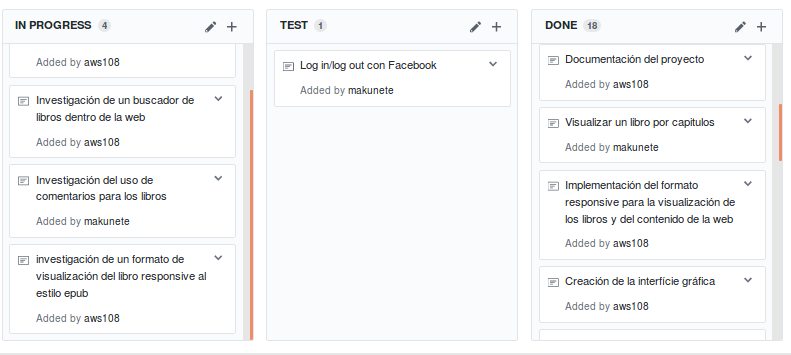 IN PROGRESS 4
Added by aws108
Investigación de un buscador de
libros dentro de la web
Added by aws108
Investigación del uso de
comentarios para los libros
Added by makunete
investigación de un formato de
visualización del libro responsive al
estilo epub
Added by aws108
TEST 1
Log in/log out con Facebook
Added by makunete
DONE 18
Documentación del proyecto
Added by aws108
Visualizar un libro por capitulos
Added by makunete
Implementación del formato
responsive para la visualización de
los libros y del contenido de la web
Added by aws108
Creación de la interfície gráfica
Added by aws108